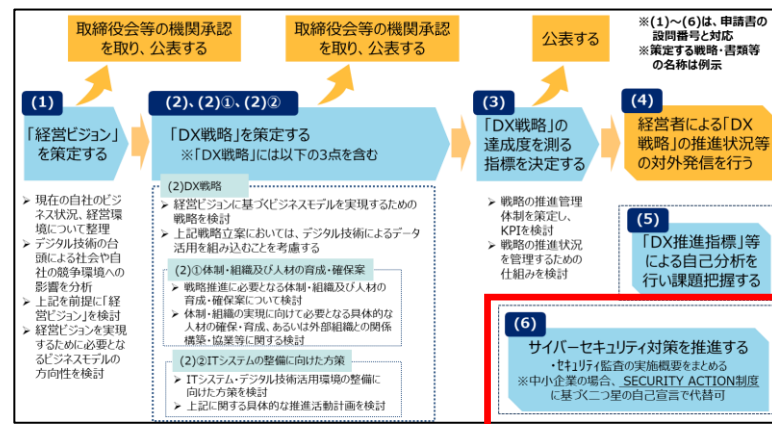 取締役会等の機関承認
を取り、公表する
取締役会等の機関承認
を取り、公表する
公表する
※(1)～(6)は、申請書の
設問番号と対応
※策定する戦略・書類等
の名称は例示
(1)
「経営ビジョン」
を策定する
➢ 現在の自社のビジ
ネス状況、経営環
境について整理
➢ デジタル技術の台
頭による社会や自
社の競争環境への
影響を分析
➢ 上記を前提に「経
営ビジョン」を検討
➢ 経営ビジョンを実現
するために必要とな
るビジネスモデルの
方向性を検討
(2)、(2)①、(2)②
「DX戦略」を策定する
※「DX戦略」には以下の3点を含む
(2)DX戦略
➢ 経営ビジョンに基づくビジネスモデルを実現するための
戦略を検討
➢ 上記戦略立案においては、デジタル技術によるデータ
活用を組み込むことを考慮する
(2)①体制・組織及び人材の育成・確保案
➢ 戦略推進に必要となる体制・組織及び人材の
育成・確保案について検討
➢ 体制・組織の実現に向けて必要となる具体的な
人材の確保・育成、あるいは外部組織との関係
構築・協業等に関する検討
(2)②ITシステムの整備に向けた方策
➢ ITシステム・デジタル技術活用環境の整備に
向けた方策を検討
➢ 上記に関する具体的な推進活動計画を検討
(3)
「DX戦略」の
達成度を測る
指標を決定する
➢ 戦略の推進管理
体制を策定し、
KPIを検討
➢ 戦略の推進状況
を管理するための
仕組みを検討
(4)
経営者による「DX
戦略」の推進状況等
の対外発信を行う
(5)
「DX推進指標」等
による自己分析を
行い課題把握する
(6)
サイバーセキュリティ対策を推進する
・セキュリティ監査の実施概要をまとめる
※中小企業の場合、SECURITY ACTION制度
に基づく二つ星の自己宣言で代替可